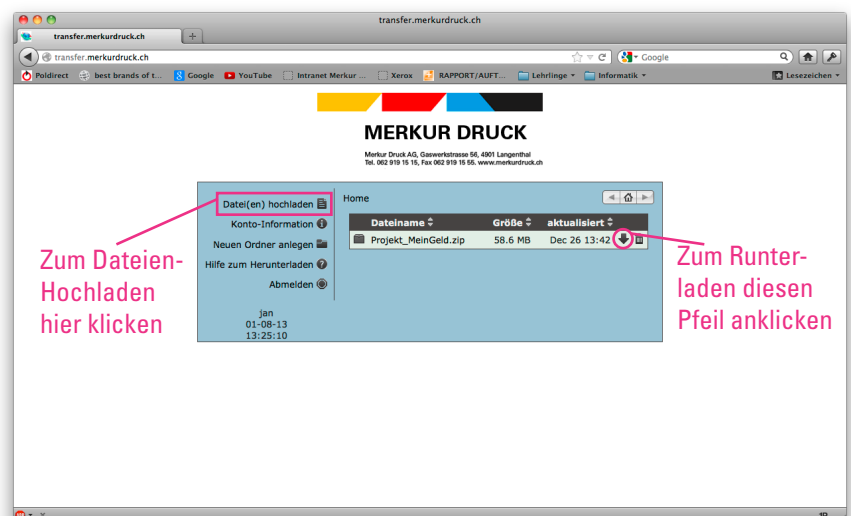 transfer.merkurdruck.ch
transfer.merkurdruck.ch
transfer.merkurdruck.ch
Google
Poldirect best brands of t... Google YouTube Intranet Merkur ... Xerox RAPPORT/AUFT... Lehrlinge Informatik Lesezeichen
MERKUR DRUCK
Merkur Druck AG, Gaswerkstrasse 56, 4901 Langenthal
Tel. 062 919 15 15, Fax 062 919 15 55. www.merkurdruck.ch
Datei(en) hochladen
Konto-Information
Neuen Ordner anlegen
Hilfe zum Herunterladen
Abmelden
jan
01-08-13
13:25:10
Home
Dateiname Größe aktualisiert
Projekt_MeinGeld.zip 58.6 MB Dec 26 13:42
Zum Dateien-
Hochladen
hier klicken
Zum Runter-
laden diesen
Pfeil anklicken